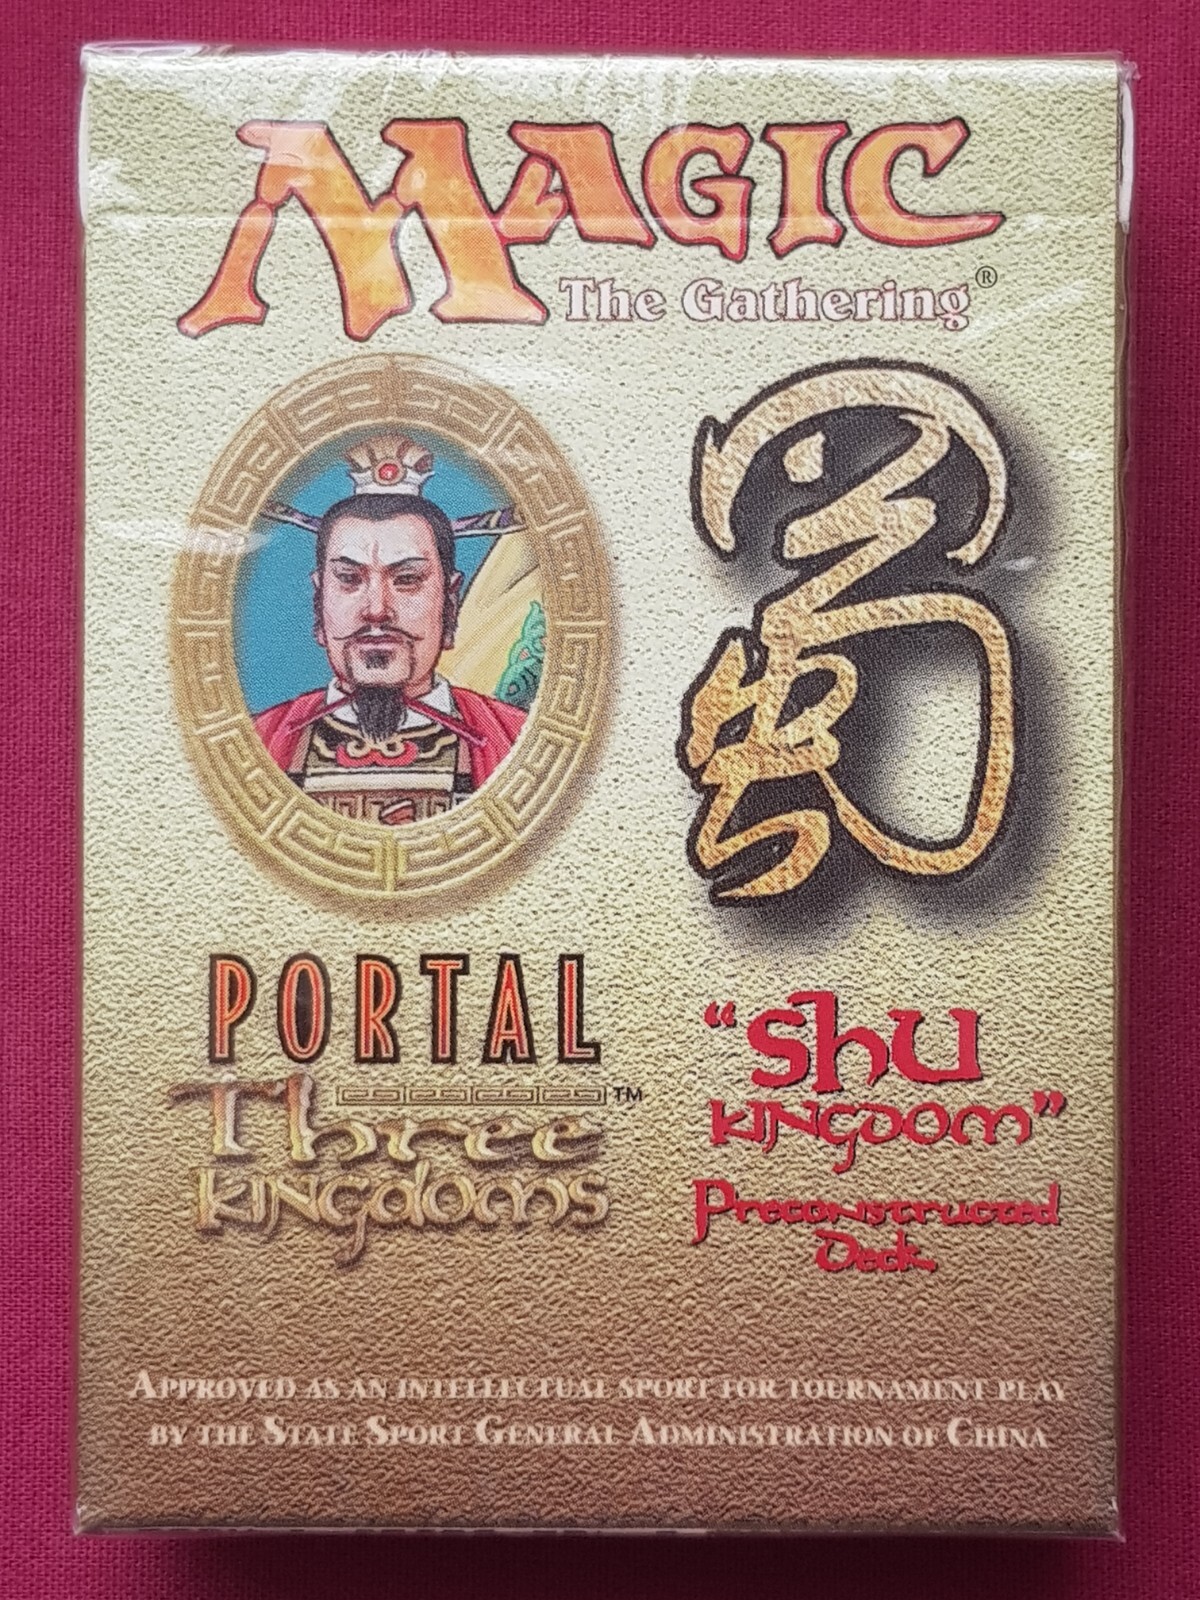 MAGIC
The Gathering®
蜀
PORTAL
Three™
Kingdoms
"Shu
Kingdom"
Preconstructed
Deck
Approved as an intellectual sport for tournament play
by the State Sport General Administration of China